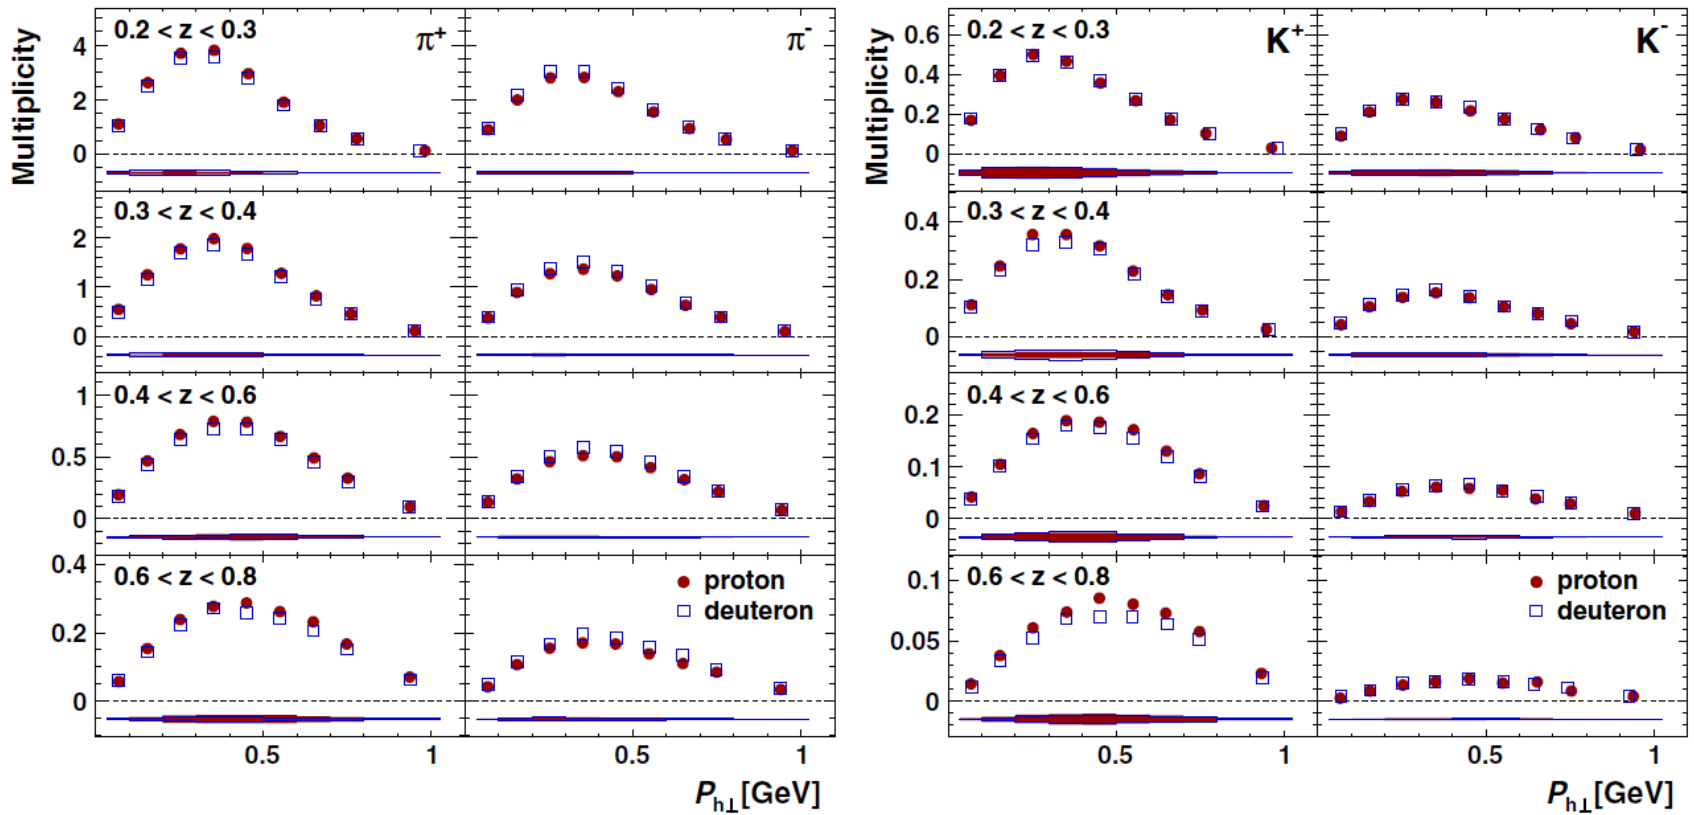 Multiplicity
0.2 < z < 0.3
π+
π-
4
2
0
0.3 < z < 0.4
2
1
0
0.4 < z < 0.6
1
0.5
0
0.6 < z < 0.8
proton
deuteron
0.4
0.2
0
0.5
1
0.5
1
Ph⊥[GeV]
Multiplicity
0.2 < z < 0.3
K+
K-
0.6
0.4
0.2
0
0.3 < z < 0.4
0.4
0.2
0
0.4 < z < 0.6
0.2
0.1
0
0.6 < z < 0.8
proton
deuteron
0.1
0.05
0
0.5
1
0.5
1
Ph⊥[GeV]